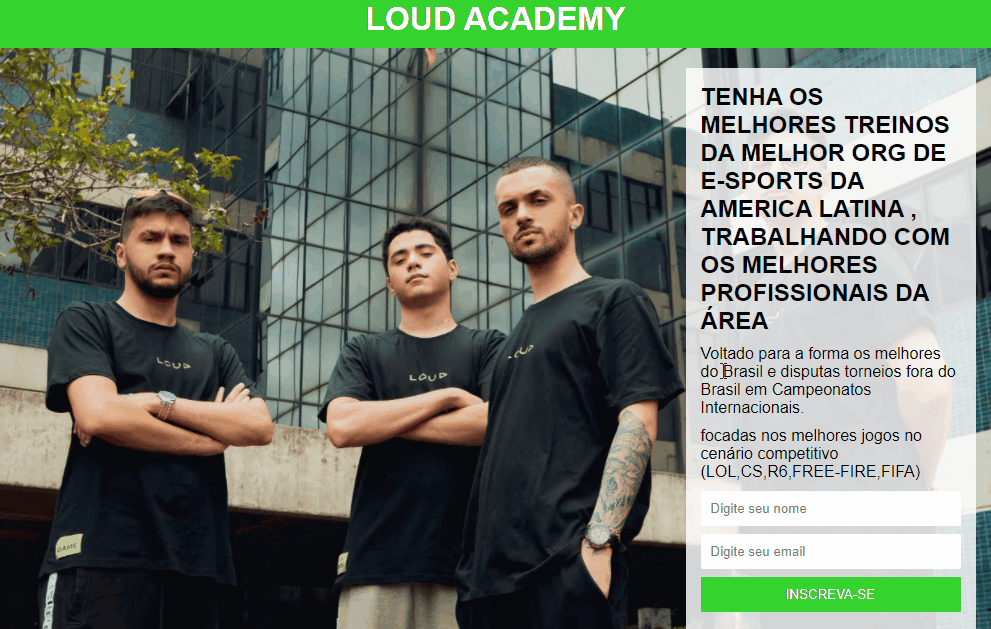 LOUD ACADEMY
TENHA OS
MELHORES TREINOS
DA MELHOR ORG DE
E-SPORTS DA
AMERICA LATINA ,
TRABALHANDO COM
OS MELHORES
PROFISSIONAIS DA
ÁREA
Voltado para a forma os melhores
do Brasil e disputas torneios fora do
Brasil em Campeonatos
Internacionais.
focadas nos melhores jogos no
cenário competitivo
(LOL,CS,R6,FREE-FIRE,FIFA)
Digite seu nome
Digite seu email
INSCREVA-SE
LOUD
LOUD
LOUD
GAME